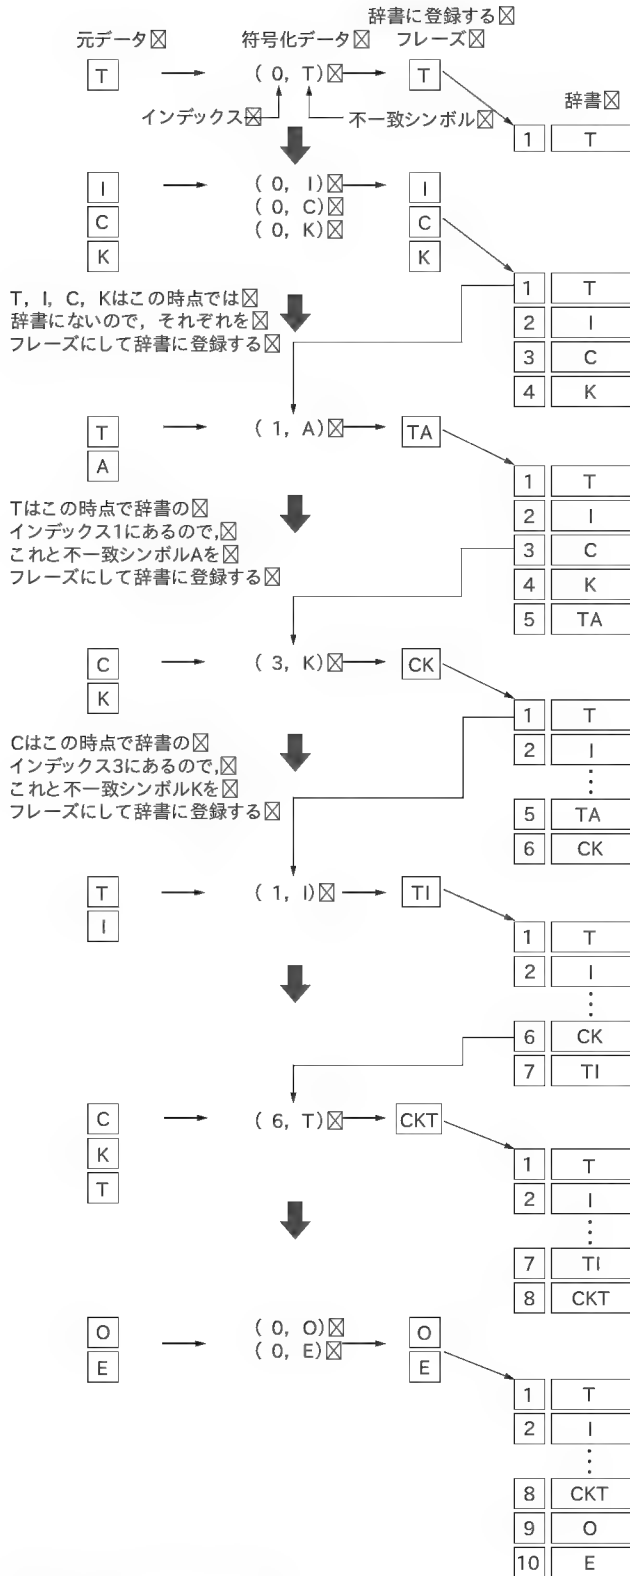 辞書に登録する
元データ 符号化データ フレーズ
T ( 0, T) T
辞書
インデックス 不一致シンボル
1 T
I ( 0, I) I
C ( 0, C) C
K ( 0, K) K
1 T
2 I
3 C
4 K
T, I, C, Kはこの時点では
辞書にないので,それぞれを
フレーズにして辞書に登録する
T ( 1, A) TA
A
1 T
2 I
3 C
4 K
5 TA
Tはこの時点で辞書の
インデックス1にあるので,
これと不一致シンボルAを
フレーズにして辞書に登録する
C ( 3, K) CK
K
1 T
2 I
⋮
5 TA
6 CK
Cはこの時点で辞書の
インデックス3にあるので,
これと不一致シンボルKを
フレーズにして辞書に登録する
T ( 1, I) TI
I
1 T
2 I
⋮
6 CK
7 TI
C ( 6, T) CKT
K
T
1 T
2 I
⋮
7 TI
8 CKT
O ( 0, O) O
E ( 0, E) E
1 T
2 I
⋮
8 CKT
9 O
10 E